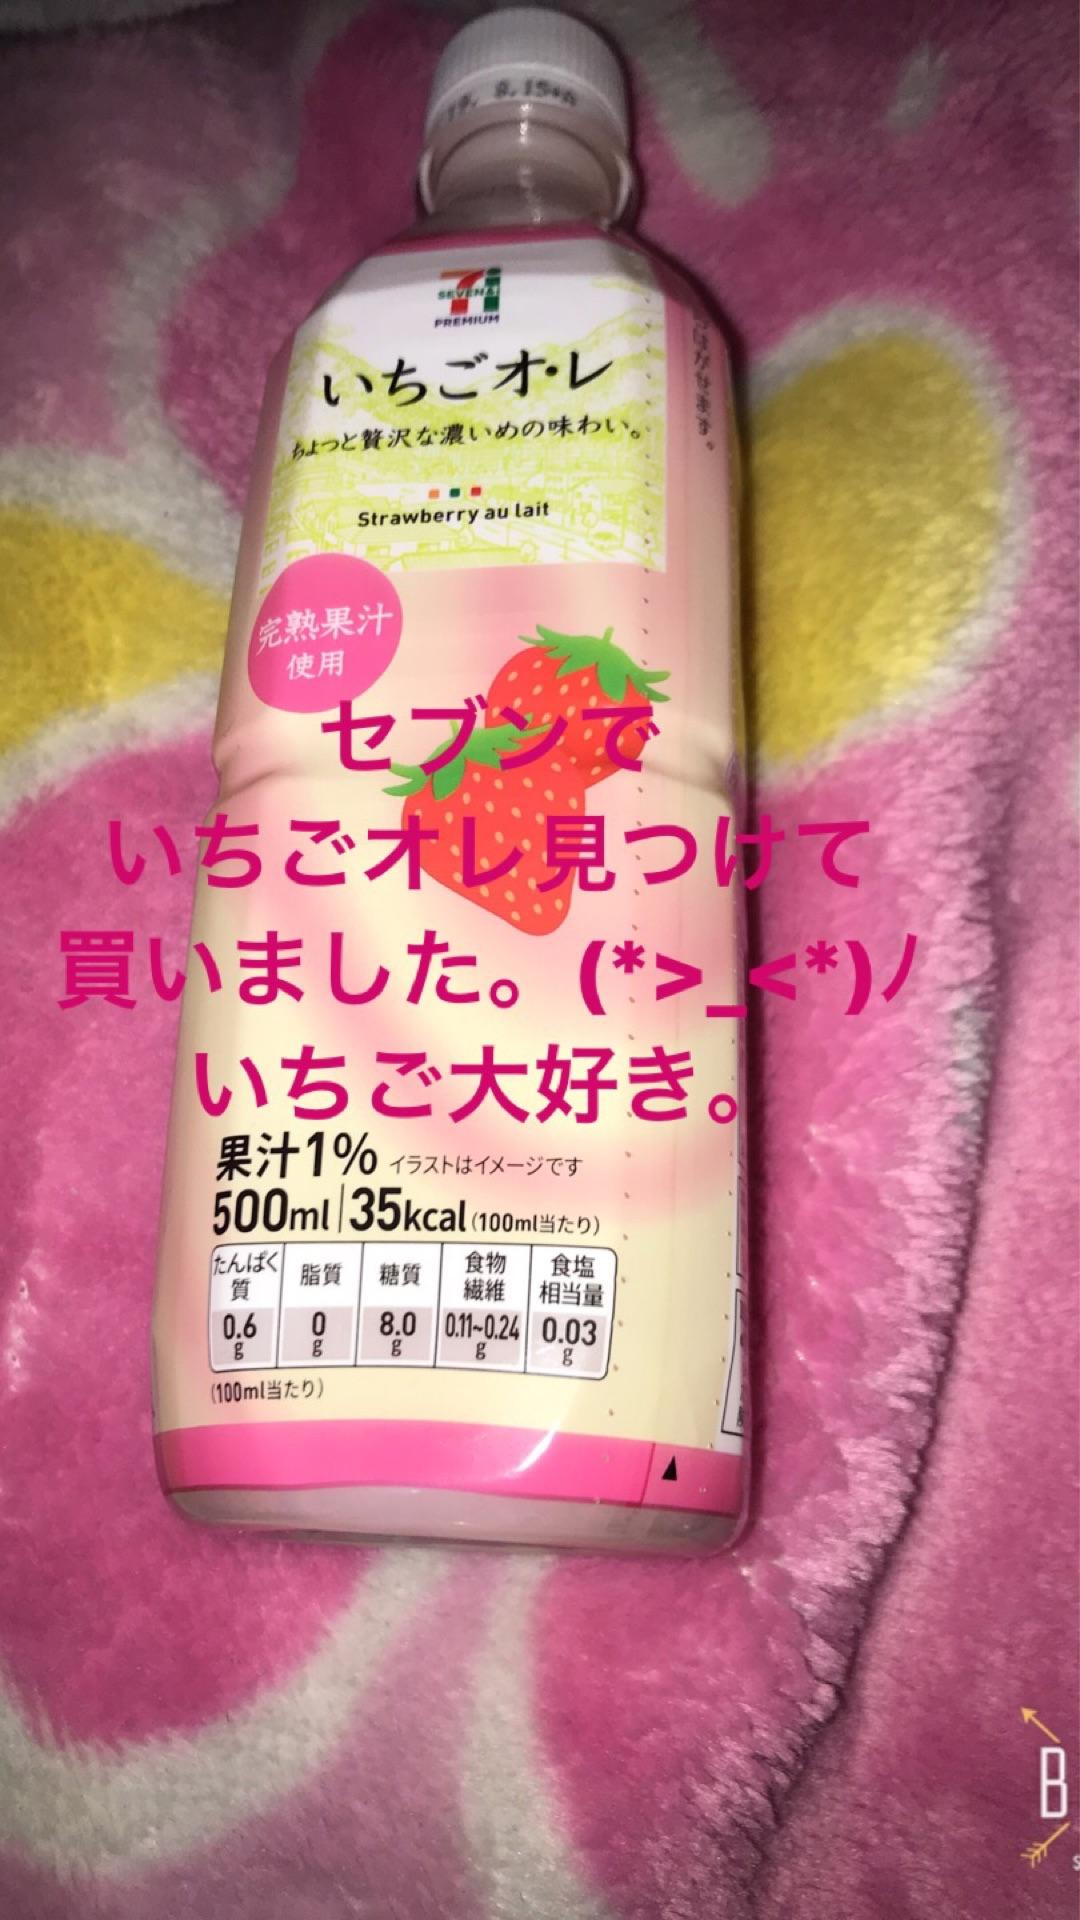 19. 8.15
7i
SEVEN&i
PREMIUM
いちごオ・レ
ちょっと贅沢な濃いめの味わい。
Strawberry au lait
完熟果汁
使用
セブンで
いちごオレ見つけて
買いました。(*>_<*)ﾉ
いちご大好き。
果汁1% イラストはイメージです
500ml 35kcal (100ml当たり)
たんぱく質 脂質 糖質 食物繊維 食塩相当量
0.6g 0g 8.0g 0.11~0.24g 0.03g
(100ml当たり)
B